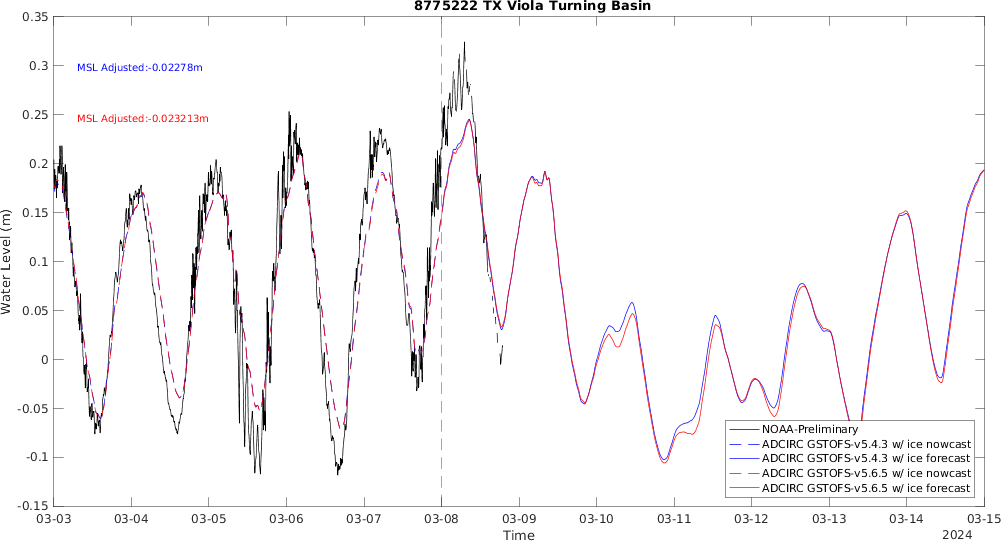 8775222 TX Viola Turning Basin
0.35
0.3
0.25
0.2
0.15
0.1
0.05
0
-0.05
-0.1
-0.15
Water Level (m)
MSL Adjusted:-0.02278m
MSL Adjusted:-0.023213m
NOAA-Preliminary
ADCIRC GSTOFS-v5.4.3 w/ ice nowcast
ADCIRC GSTOFS-v5.4.3 w/ ice forecast
ADCIRC GSTOFS-v5.6.5 w/ ice nowcast
ADCIRC GSTOFS-v5.6.5 w/ ice forecast
03-03 03-04 03-05 03-06 03-07 03-08 03-09 03-10 03-11 03-12 03-13 03-14 03-15
Time
2024